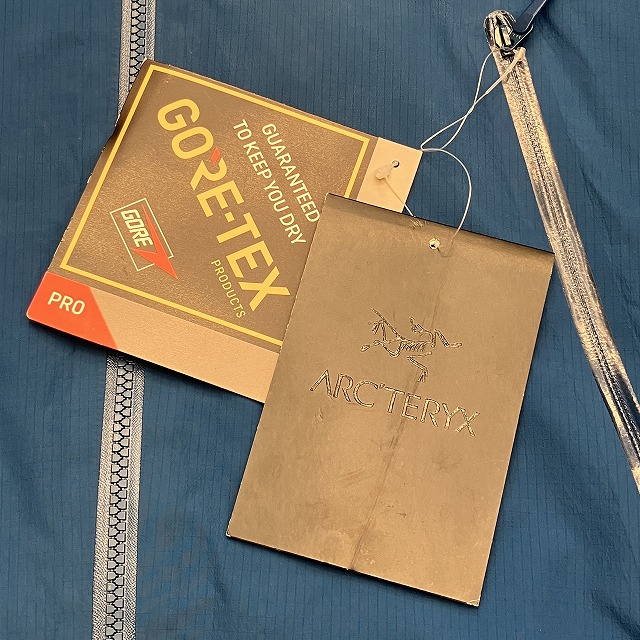 GUARANTEED
TO KEEP YOU DRY
GORE-TEX
PRODUCTS
GORE
PRO
ARC'TERYX